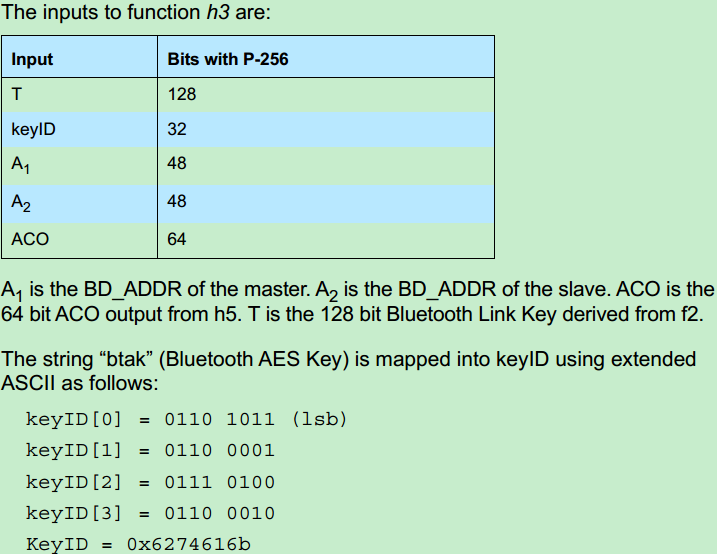 The inputs to function h3 are:
Input Bits with P-256
T 128
keyID 32
A1 48
A2 48
ACO 64
A1 is the BD_ADDR of the master. A2 is the BD_ADDR of the slave. ACO is the
64 bit ACO output from h5. T is the 128 bit Bluetooth Link Key derived from f2.
The string “btak” (Bluetooth AES Key) is mapped into keyID using extended
ASCII as follows:
keyID[0] = 0110 1011 (lsb)
keyID[1] = 0110 0001
keyID[2] = 0111 0100
keyID[3] = 0110 0010
KeyID = 0x6274616b